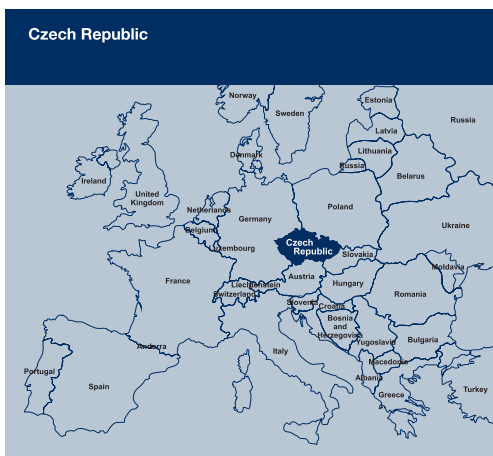 Czech Republic
Norway
Sweden
Estonia
Russia
Latvia
Lithuania
Russia
Denmark
Belarus
Ireland
United
Kingdom
Netherlands
Poland
Germany
Belgium
Ukraine
Luxembourg
Czech
Republic
Slovakia
Moldavia
Austria
France
Liechtenstein
Switzerland
Hungary
Romania
Slovenia
Croatia
Bosnia
and
Herzegovina
Yugoslavia
Bulgaria
Andorra
Italy
Macedonia
Portugal
Albania
Spain
Greece
Turkey